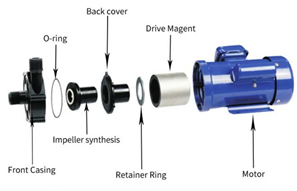 Back cover
O-ring
Drive Magent
Impeller synthesis
Front Casing
Retainer Ring
Motor